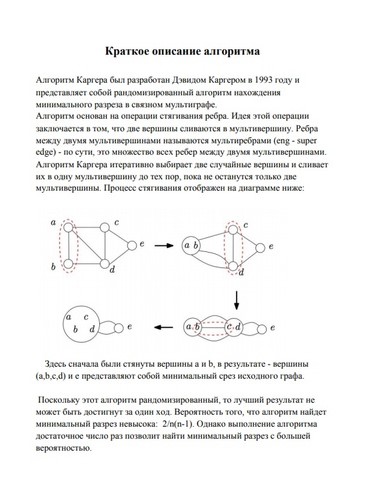 Краткое описание алгоритма
Алгоритм Каргера был разработан Дэвидом Каргером в 1993 году и
представляет собой рандомизированный алгоритм нахождения
минимального разреза в связном мультиграфе.
Алгоритм основан на операции стягивания ребра. Идея этой операции
заключается в том, что две вершины сливаются в мультивершину. Ребра
между двумя мультивершинами называются мультиребрами (eng - super
edge) - по сути, это множество всех ребер между двумя мультивершинами.
Алгоритм Каргера итеративно выбирает две случайные вершины и сливает
их в одну мультивершину до тех пор, пока не останутся только две
мультивершины. Процесс стягивания отображен на диаграмме ниже:
a c e b d
c a b e d
a c b d e
a,b c,d e
Здесь сначала были стянуты вершины a и b, в результате - вершины
(a,b,c,d) и e представляют собой минимальный срез исходного графа.
Поскольку этот алгоритм рандомизированный, то лучший результат не
может быть достигнут за один ход. Вероятность того, что алгоритм найдет
минимальный разрез невысока: 2/n(n-1). Однако выполнение алгоритма
достаточное число раз позволит найти минимальный разрез с большей
вероятностью.